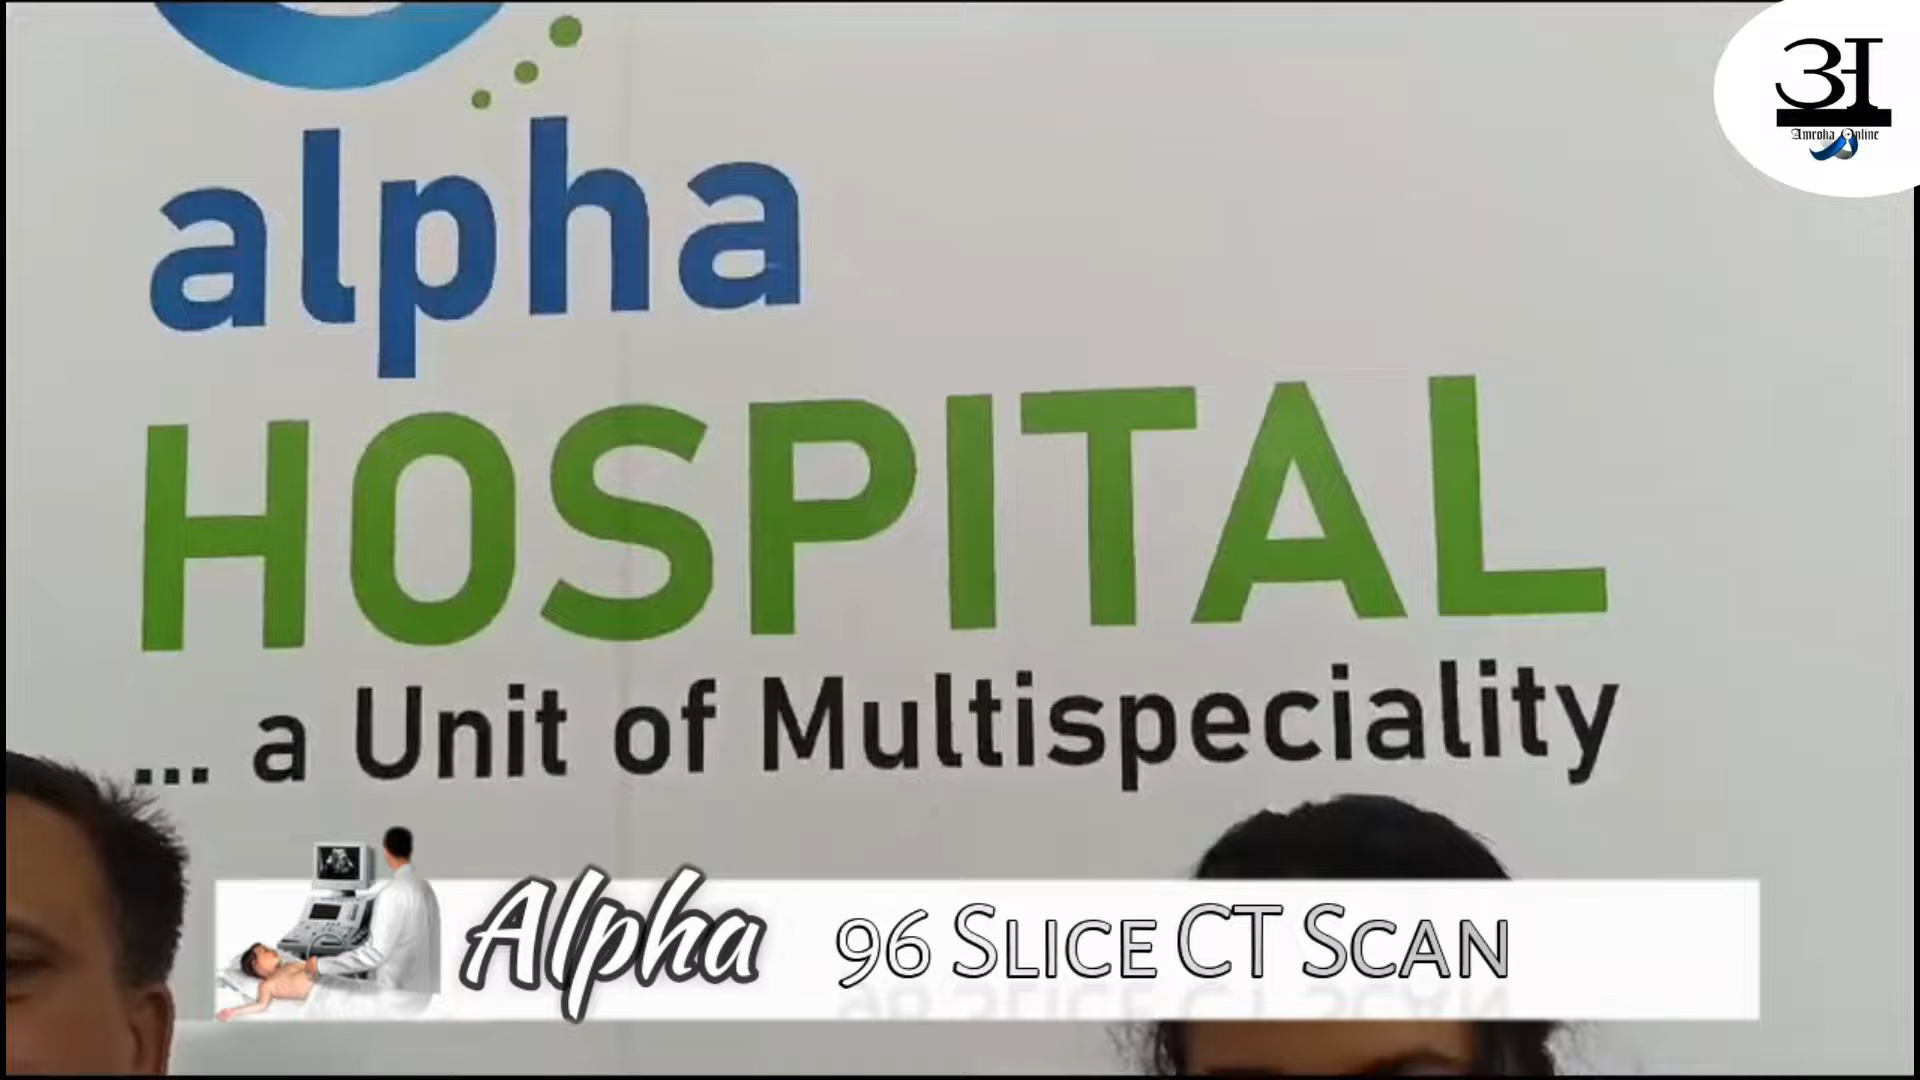 अ
Amroha Online
alpha
HOSPITAL
... a Unit of Multispeciality
Alpha 96 SLICE CT SCAN